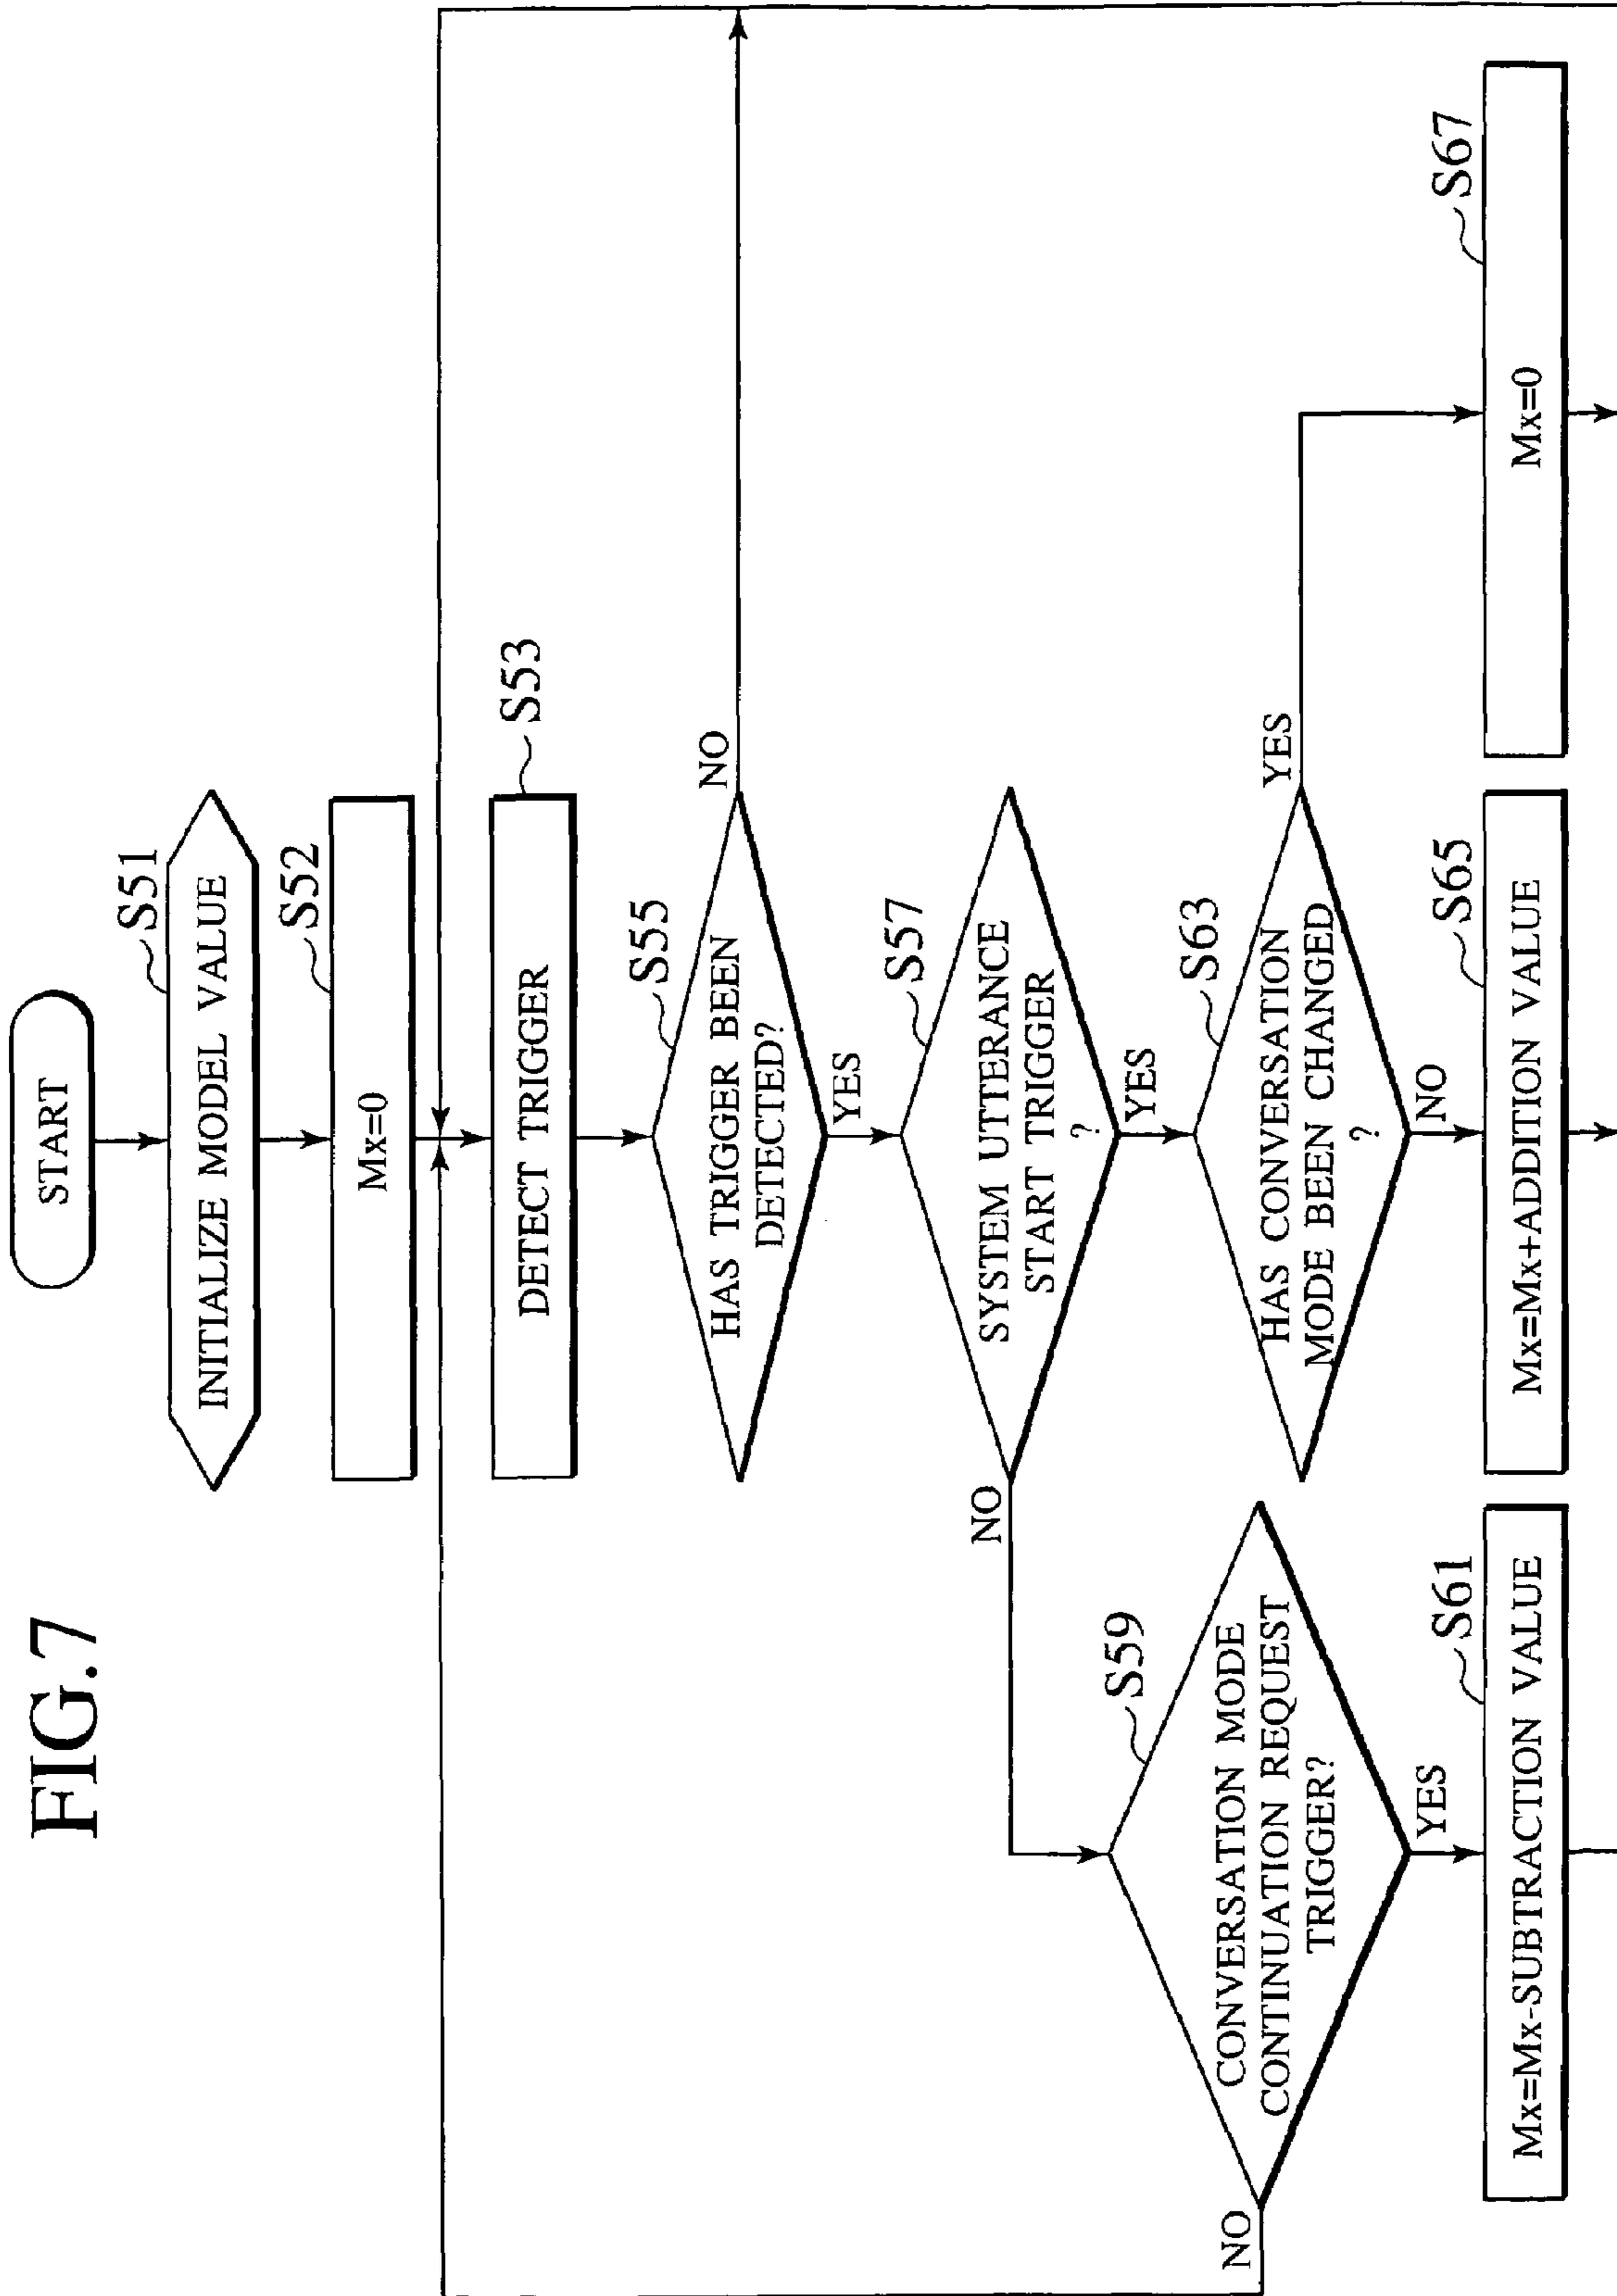 FIG.7
START
S51
INITIALIZE MODEL VALUE
S52
Mx=0
S53
DETECT TRIGGER
S55
HAS TRIGGER BEEN
DETECTED?
NO
YES
S57
SYSTEM UTTERANCE
START TRIGGER
?
NO
YES
S59
CONVERSATION MODE
CONTINUATION REQUEST
TRIGGER?
NO
YES
S63
HAS CONVERSATION
MODE BEEN CHANGED
?
YES
NO
S61
Mx=Mx-SUBTRACTION VALUE
S65
Mx=Mx+ADDITION VALUE
S67
Mx=0